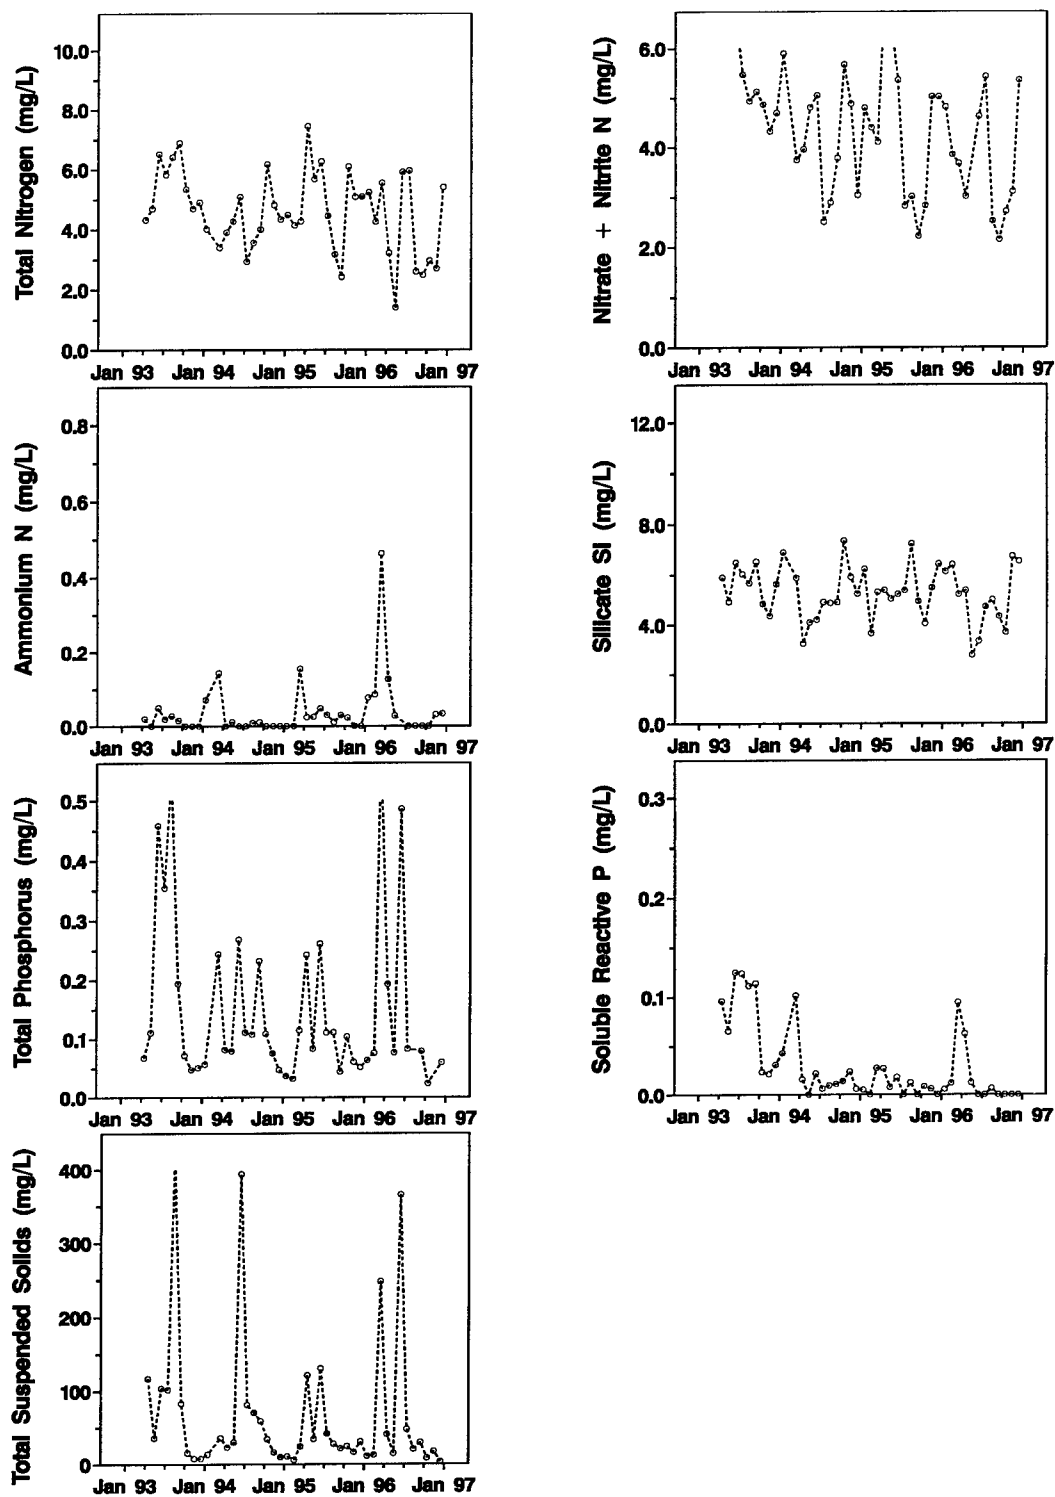 Total Nitrogen (mg/L)
10.0
8.0
6.0
4.0
2.0
0.0
Jan 93 Jan 94 Jan 95 Jan 96 Jan 97
Nitrate + Nitrite N (mg/L)
6.0
4.0
2.0
0.0
Jan 93 Jan 94 Jan 95 Jan 96 Jan 97
Ammonium N (mg/L)
0.8
0.6
0.4
0.2
0.0
Jan 93 Jan 94 Jan 95 Jan 96 Jan 97
Silicate Si (mg/L)
12.0
8.0
4.0
0.0
Jan 93 Jan 94 Jan 95 Jan 96 Jan 97
Total Phosphorus (mg/L)
0.5
0.4
0.3
0.2
0.1
0.0
Jan 93 Jan 94 Jan 95 Jan 96 Jan 97
Soluble Reactive P (mg/L)
0.3
0.2
0.1
0.0
Jan 93 Jan 94 Jan 95 Jan 96 Jan 97
Total Suspended Solids (mg/L)
400
300
200
100
0
Jan 93 Jan 94 Jan 95 Jan 96 Jan 97